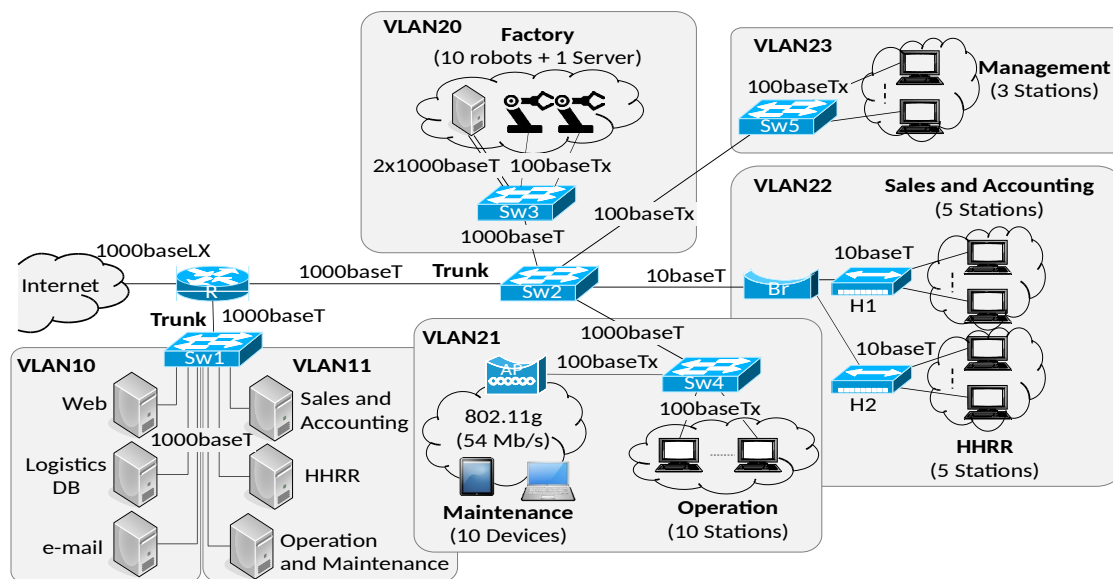 VLAN20
Factory
(10 robots + 1 Server)
2x1000baseT
100baseTx
Sw3
1000baseT
VLAN23
Management
(3 Stations)
100baseTx
Sw5
100baseTx
VLAN22
Sales and Accounting
(5 Stations)
10baseT
H1
10baseT
Br
10baseT
H2
HHRR
(5 Stations)
1000baseLX
Internet
R
1000baseT
Trunk
Sw2
Trunk
1000baseT
Sw1
VLAN10
VLAN11
Web
Sales and
Accounting
1000baseT
Logistics
DB
HHRR
e-mail
Operation
and Maintenance
VLAN21
1000baseT
AP
100baseTx
Sw4
802.11g
(54 Mb/s)
100baseTx
Maintenance
(10 Devices)
Operation
(10 Stations)